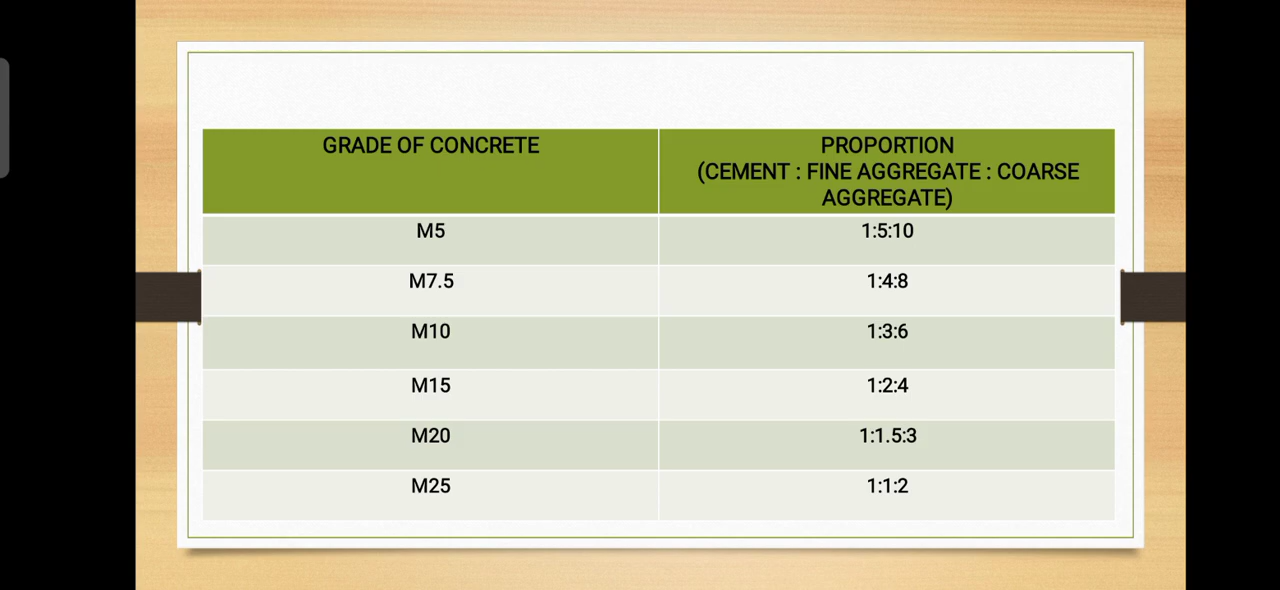 GRADE OF CONCRETE
PROPORTION
(CEMENT : FINE AGGREGATE : COARSE
AGGREGATE)
M5
1:5:10
M7.5
1:4:8
M10
1:3:6
M15
1:2:4
M20
1:1.5:3
M25
1:1:2